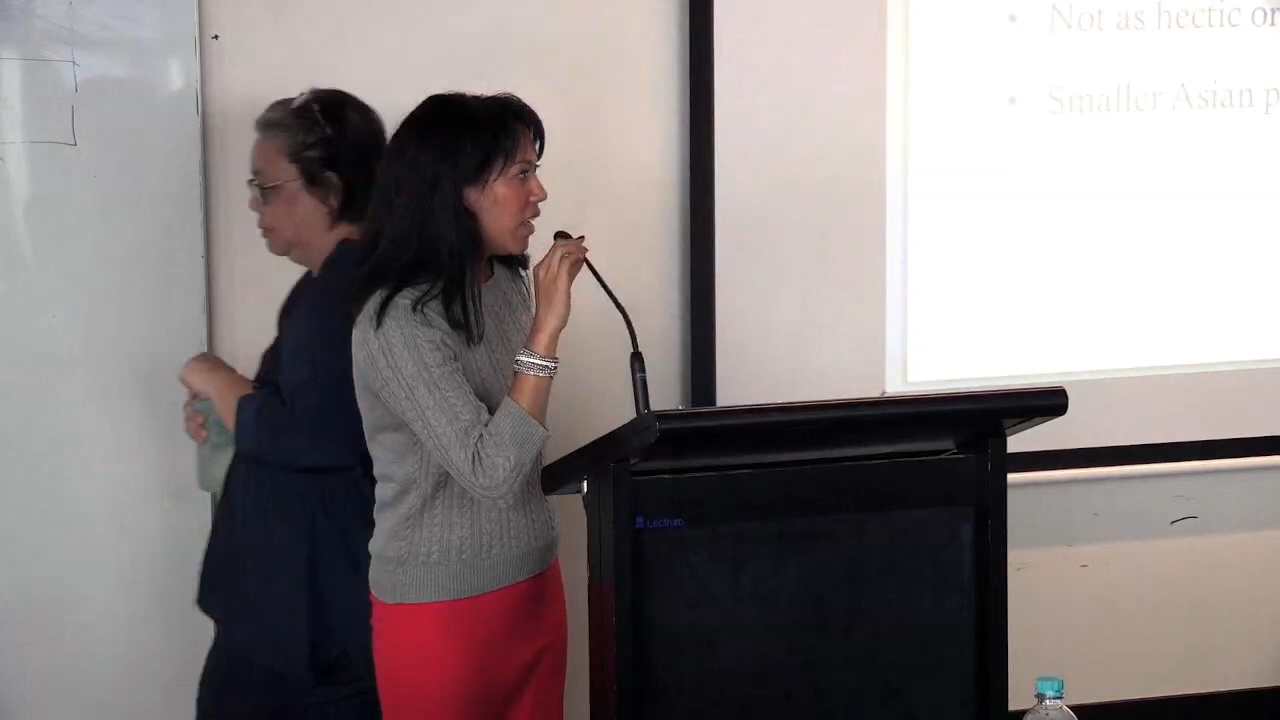 • Not as hectic or
• Smaller Asian p
Lectrum